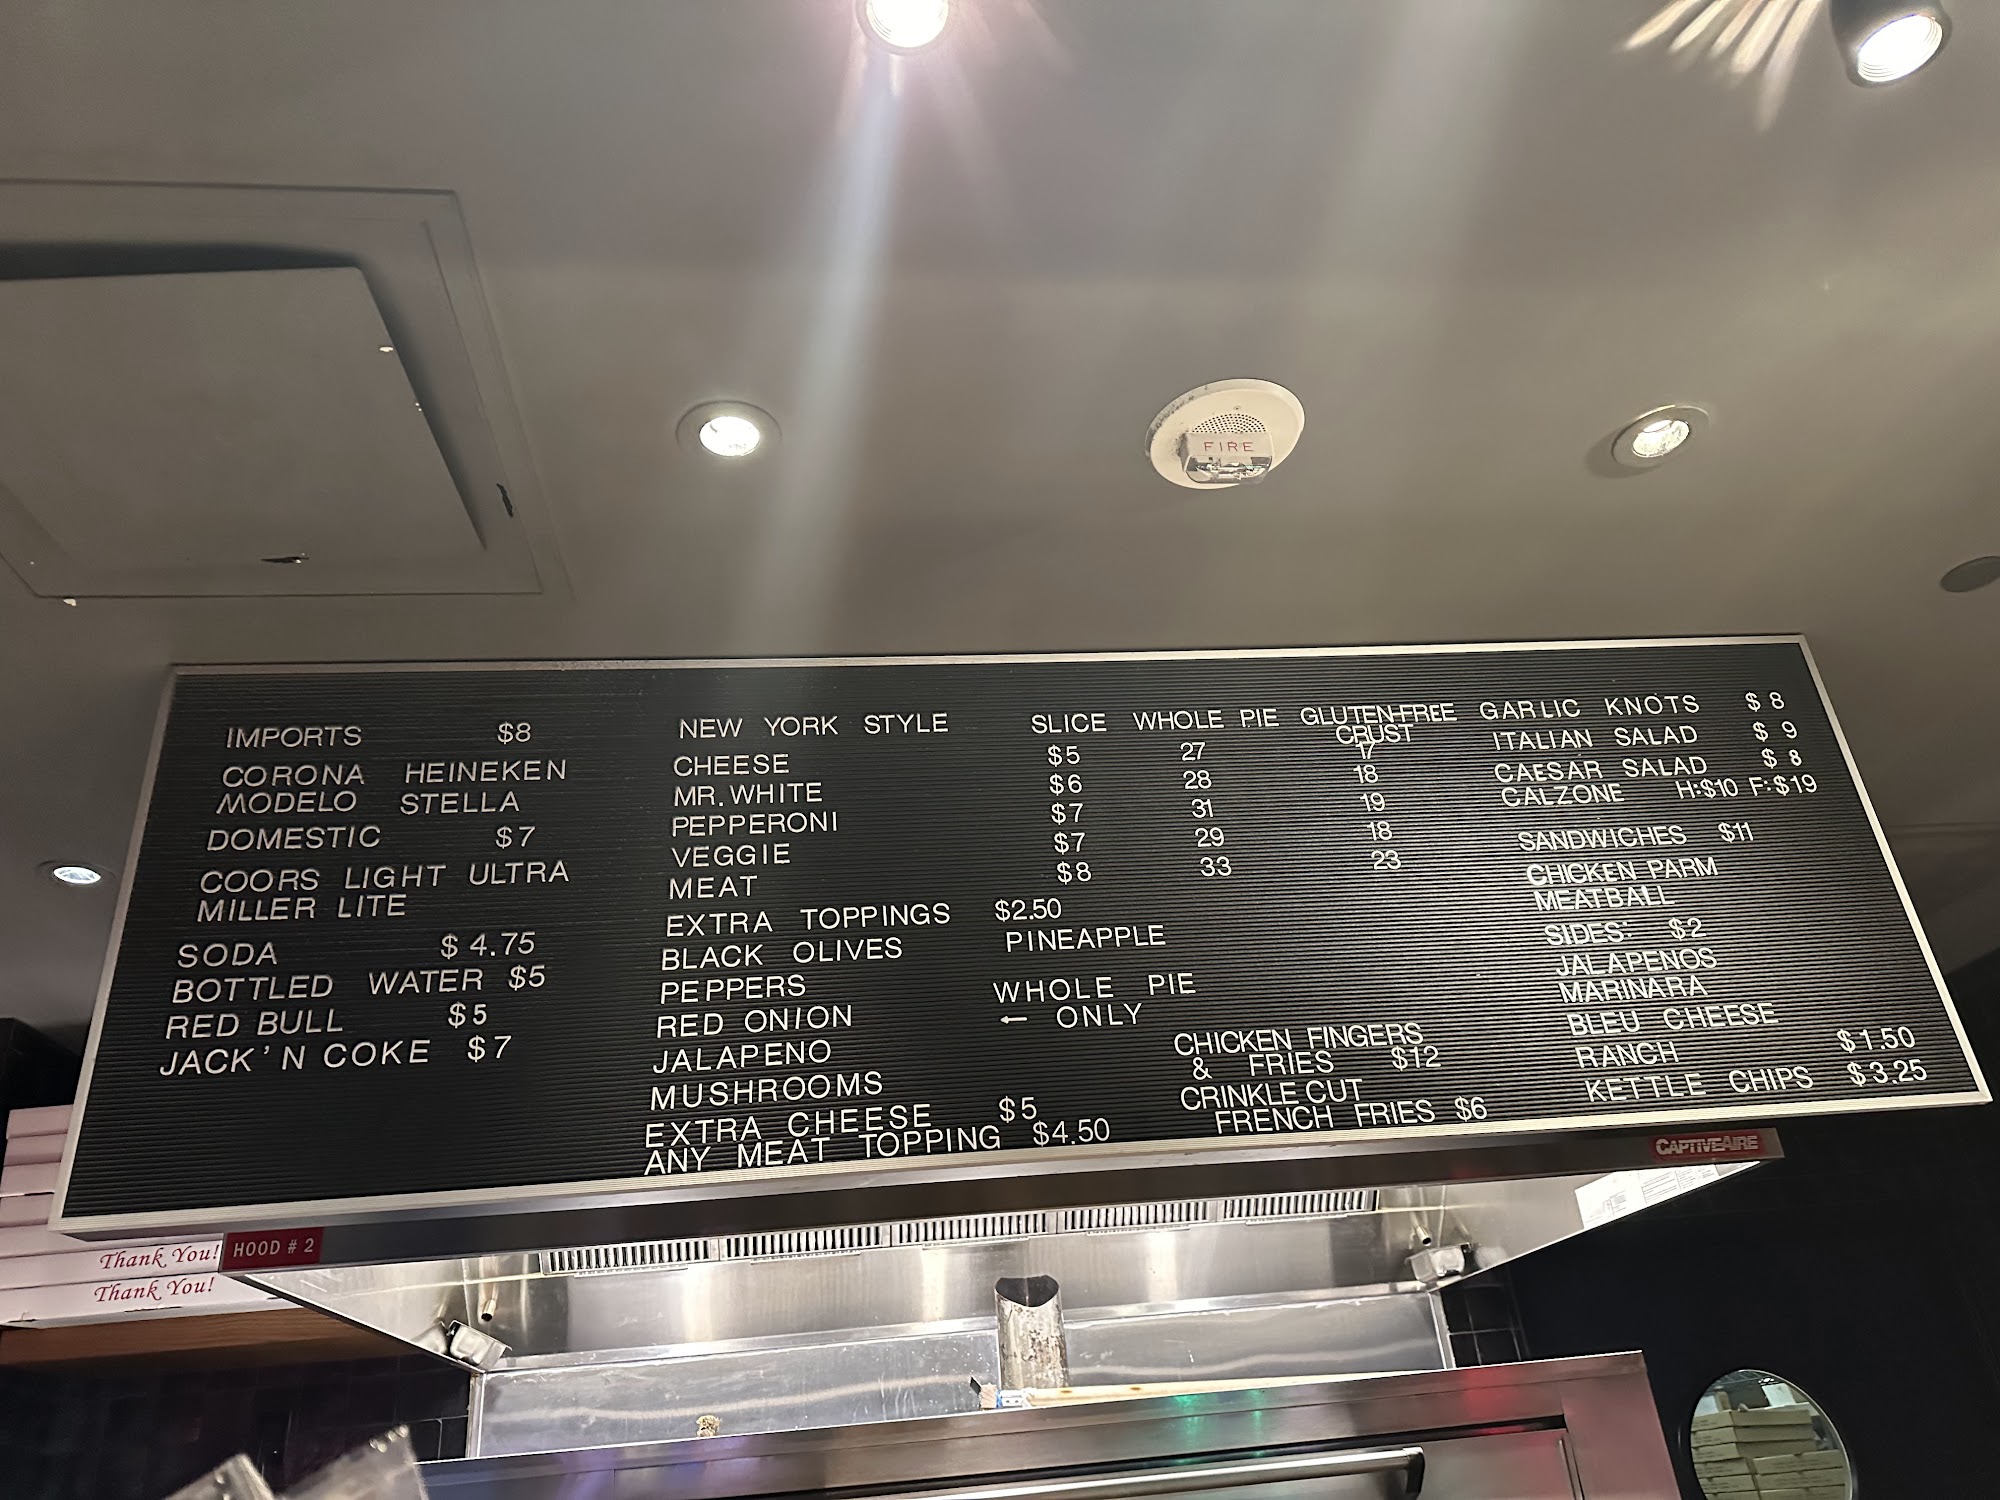 FIRE
IMPORTS $8
CORONA HEINEKEN
MODELO STELLA
DOMESTIC $7
COORS LIGHT ULTRA
MILLER LITE
SODA $4.75
BOTTLED WATER $5
RED BULL $5
JACK'N COKE $7
NEW YORK STYLE SLICE WHOLE PIE GLUTEN-FREE
CRUST
CHEESE $5 27 17
MR. WHITE $6 28 18
PEPPERONI $7 31 19
VEGGIE $7 29 18
MEAT $8 33 23
EXTRA TOPPINGS $2.50
BLACK OLIVES PINEAPPLE
PEPPERS WHOLE PIE
RED ONION ← ONLY
JALAPENO
MUSHROOMS
EXTRA CHEESE $5
ANY MEAT TOPPING $4.50
CHICKEN FINGERS
& FRIES $12
CRINKLE CUT
FRENCH FRIES $6
GARLIC KNOTS $8
ITALIAN SALAD $9
CAESAR SALAD $8
CALZONE H:$10 F:$19
SANDWICHES $11
CHICKEN PARM
MEATBALL
SIDES: $2
JALAPENOS
MARINARA
BLEU CHEESE
RANCH $1.50
KETTLE CHIPS $3.25
CAPTIVEAIRE
HOOD # 2
Thank You!
Thank You!